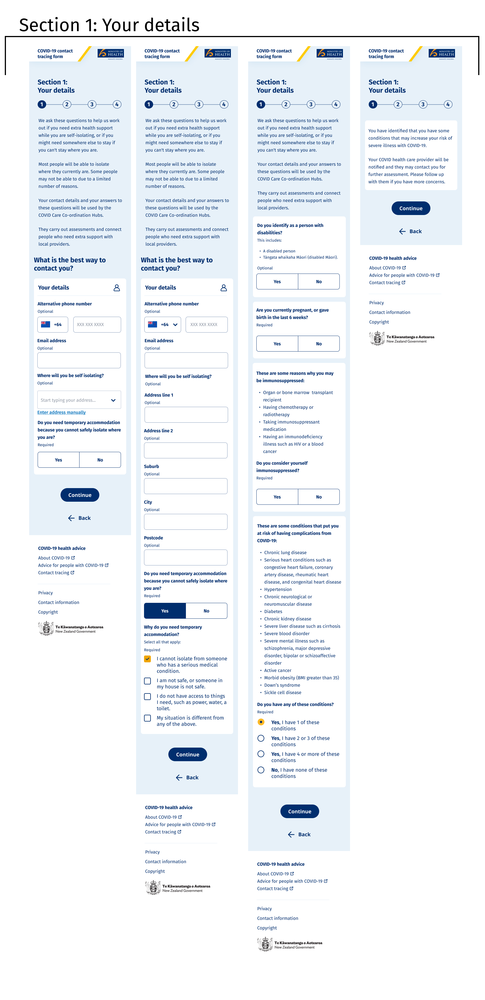 Section 1: Your details
COVID-19 contact
tracing form
MINISTRY OF
HEALTH
MANATŪ HAUORA
Section 1:
Your details
1
2
3
4
We ask these questions to help us work
out if you need extra health support
while you are self-isolating, or if you
might need somewhere else to stay if
you can't stay where you are.
Most people will be able to isolate
where they currently are. Some people
may not be able to due to a limited
number of reasons.
Your contact details and your answers to
these questions will be used by the
COVID Care Co-ordination Hubs.
They carry out assessments and connect
people who need extra support with
local providers.
What is the best way to
contact you?
Your details
Alternative phone number
Optional
+64
XXX XXX XXXX
Email address
Optional
Where will you be self isolating?
Optional
Start typing your address...
Enter address manually
Do you need temporary accommodation
because you cannot safely isolate where
you are?
Required
Yes
No
Continue
Back
COVID-19 health advice
About COVID-19
Advice for people with COVID-19
Contact tracing
Privacy
Contact information
Copyright
Te Kāwanatanga o Aotearoa
New Zealand Government
COVID-19 contact
tracing form
MINISTRY OF
HEALTH
MANATŪ HAUORA
Section 1:
Your details
1
2
3
4
We ask these questions to help us work
out if you need extra health support
while you are self-isolating, or if you
might need somewhere else to stay if
you can't stay where you are.
Most people will be able to isolate
where they currently are. Some people
may not be able to due to a limited
number of reasons.
Your contact details and your answers to
these questions will be used by the
COVID Care Co-ordination Hubs.
They carry out assessments and connect
people who need extra support with
local providers.
What is the best way to
contact you?
Your details
Alternative phone number
Optional
+64
XXX XXX XXXX
Email address
Optional
Where will you be self isolating?
Optional
Address line 1
Optional
Address line 2
Optional
Suburb
Optional
City
Optional
Postcode
Optional
Do you need temporary accommodation
because you cannot safely isolate where
you are?
Required
Yes
No
Why do you need temporary
accommodation?
Select all that apply:
Required
I cannot isolate from someone
who has a serious medical
condition.
I am not safe, or someone in
my house is not safe.
I do not have access to things
I need, such as power, water, a
toilet.
My situation is different from
any of the above.
Continue
Back
COVID-19 health advice
About COVID-19
Advice for people with COVID-19
Contact tracing
Privacy
Contact information
Copyright
Te Kāwanatanga o Aotearoa
New Zealand Government
COVID-19 contact
tracing form
MINISTRY OF
HEALTH
MANATŪ HAUORA
Section 1:
Your details
1
2
3
4
We ask these questions to help us work
out if you need extra health support
while you are self-isolating, or if you
might need somewhere else to stay if
you can't stay where you are.
Your contact details and your answers to
these questions will be used by the
COVID Care Co-ordination Hubs.
They carry out assessments and connect
people who need extra support with
local providers.
Do you identify as a person with
disabilities?
This includes:
• A disabled person
• Tāngata whaikaha Māori (disabled Māori).
Optional
Yes
No
Are you currently pregnant, or gave
birth in the last 6 weeks?
Required
Yes
No
These are some reasons why you may
be immunosuppressed:
• Organ or bone marrow transplant
recipient
• Having chemotherapy or
radiotherapy
• Taking immunosuppressant
medication
• Having an immunodeficiency
illness such as HIV or a blood
cancer
Do you consider yourself
immunosuppressed?
Required
Yes
No
These are some conditions that put you
at risk of having complications from
COVID-19:
• Chronic lung disease
• Serious heart conditions such as
congestive heart failure, coronary
artery disease, rheumatic heart
disease, and congenital heart disease
• Hypertension
• Chronic neurological or
neuromuscular disease
• Diabetes
• Chronic kidney disease
• Severe liver disease such as cirrhosis
• Severe blood disorder
• Severe mental illness such as
schizophrenia, major depressive
disorder, bipolar or schizoaffective
disorder
• Active cancer
• Morbid obesity (BMI greater than 35)
• Down's syndrome
• Sickle cell disease
Do you have any of these conditions?
Required
Yes, I have 1 of these
conditions
Yes, I have 2 or 3 of these
conditions
Yes, I have 4 or more of these
conditions
No, I have none of these
conditions
Continue
Back
COVID-19 health advice
About COVID-19
Advice for people with COVID-19
Contact tracing
Privacy
Contact information
Copyright
Te Kāwanatanga o Aotearoa
New Zealand Government
COVID-19 contact
tracing form
MINISTRY OF
HEALTH
MANATŪ HAUORA
Section 1:
Your details
1
2
3
4
You have identified that you have some
conditions that may increase your risk of
severe illness with COVID-19.
Your COVID health care provider will be
notified and they may contact you for
further assessment. Please follow up
with them if you have more concerns.
Continue
Back
COVID-19 health advice
About COVID-19
Advice for people with COVID-19
Contact tracing
Privacy
Contact information
Copyright
Te Kāwanatanga o Aotearoa
New Zealand Government